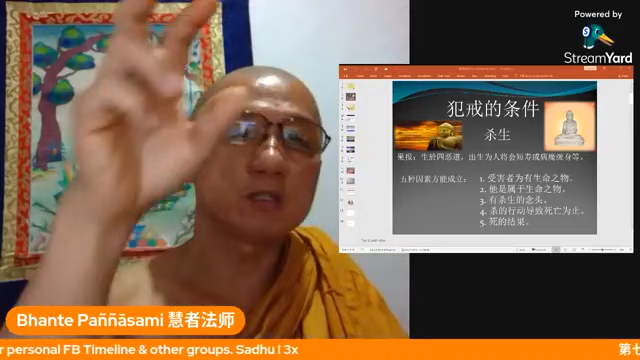 Powered by
StreamYard
犯戒的条件
杀生
果报：生於四恶道，出生为人将会短寿或病魔缠身等。
五种因素方能成立：
1. 受害者为有生命之物。
2. 他是属于生命之物。
3. 有杀生的念头。
4. 杀的行动导致死亡为止。
5. 死的结果。
Bhante Paññāsami 慧者法师
r personal FB Timeline & other groups. Sadhu ! 3x
第七